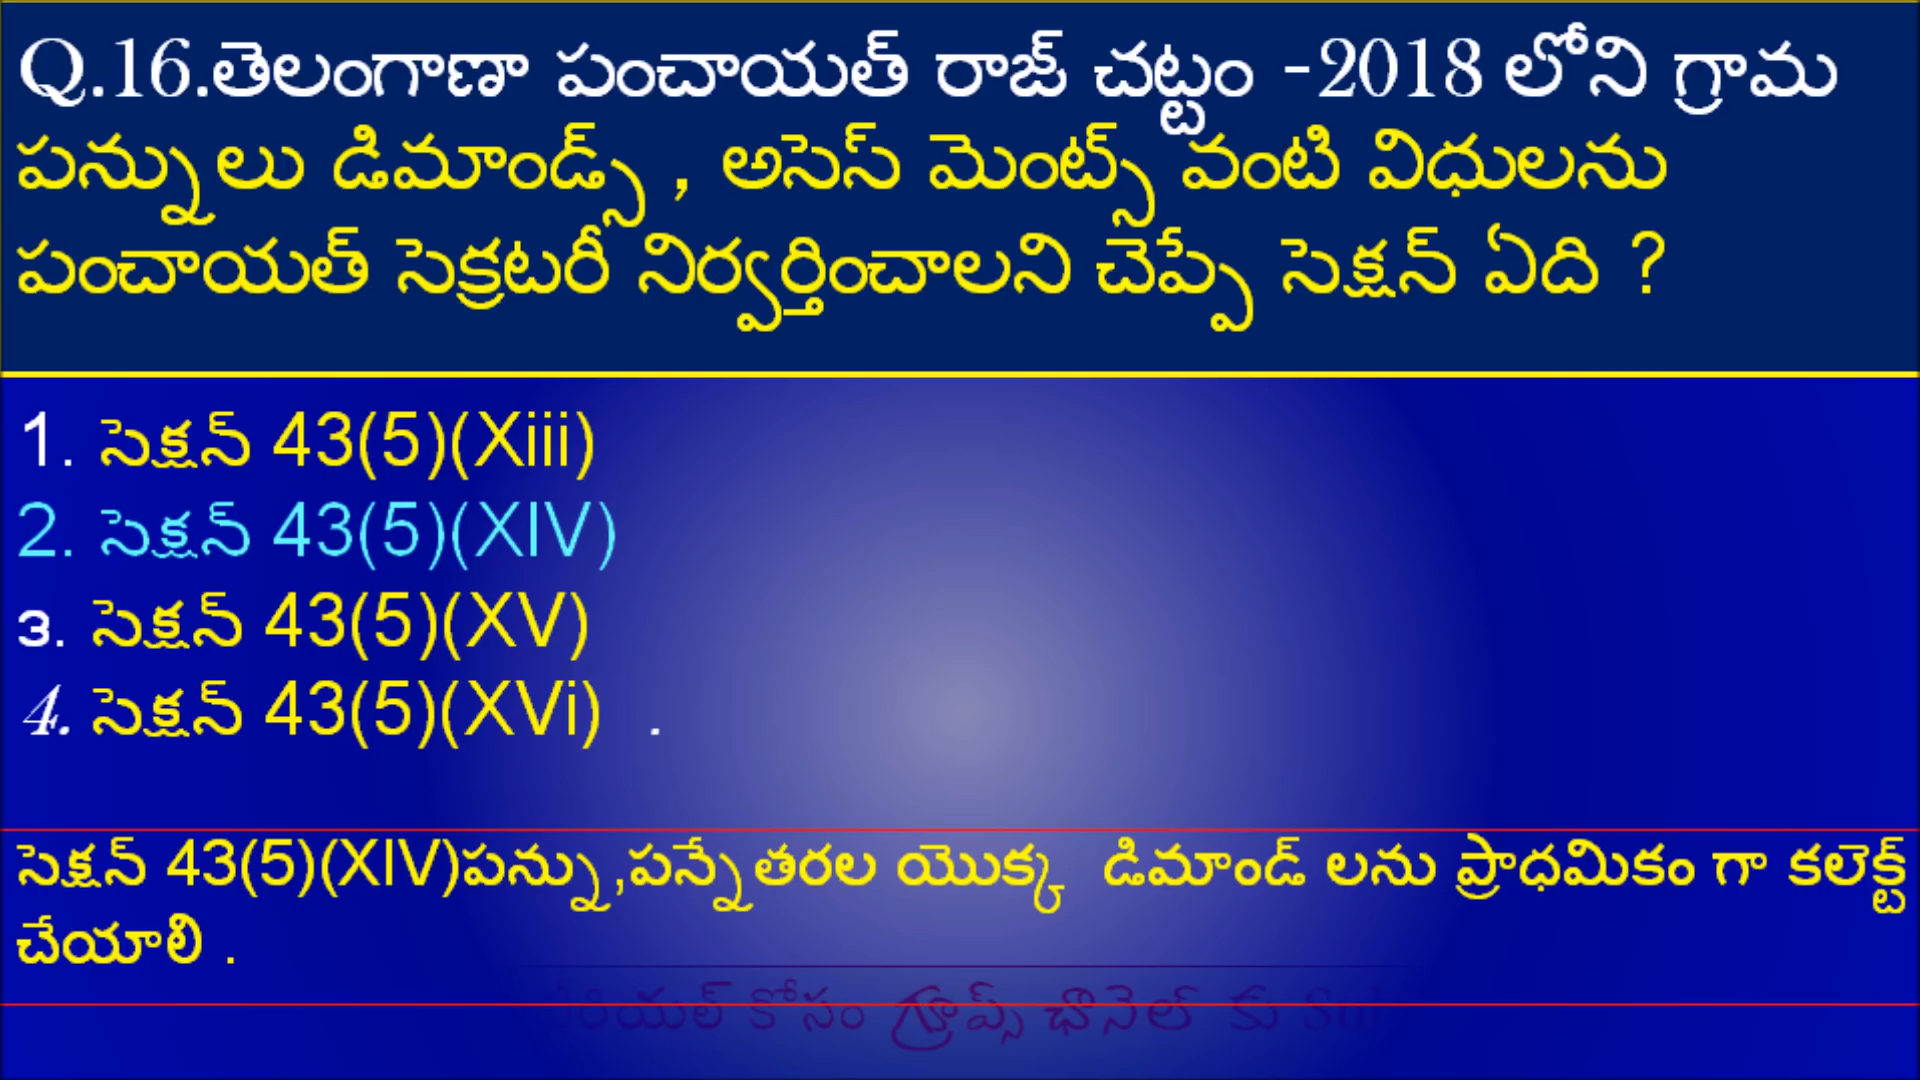 Q.16.తెలంగాణా పంచాయత్ రాజ్ చట్టం -2018 లోని గ్రామ
పన్నులు డిమాండ్స్ , అసెస్ మెంట్స్ వంటి విధులను
పంచాయత్ సెక్రటరీ నిర్వర్తించాలని చెప్పే సెక్షన్ ఏది ?
1. సెక్షన్ 43(5)(Xiii)
2. సెక్షన్ 43(5)(XIV)
3. సెక్షన్ 43(5)(XV)
4. సెక్షన్ 43(5)(XVi) .
సెక్షన్ 43(5)(XIV)పన్ను,పన్నేతరల యొక్క డిమాండ్ లను ప్రాధమికం గా కలెక్ట్
చేయాలి .
కోసం గ్రూప్స్ ఛానెల్ కు